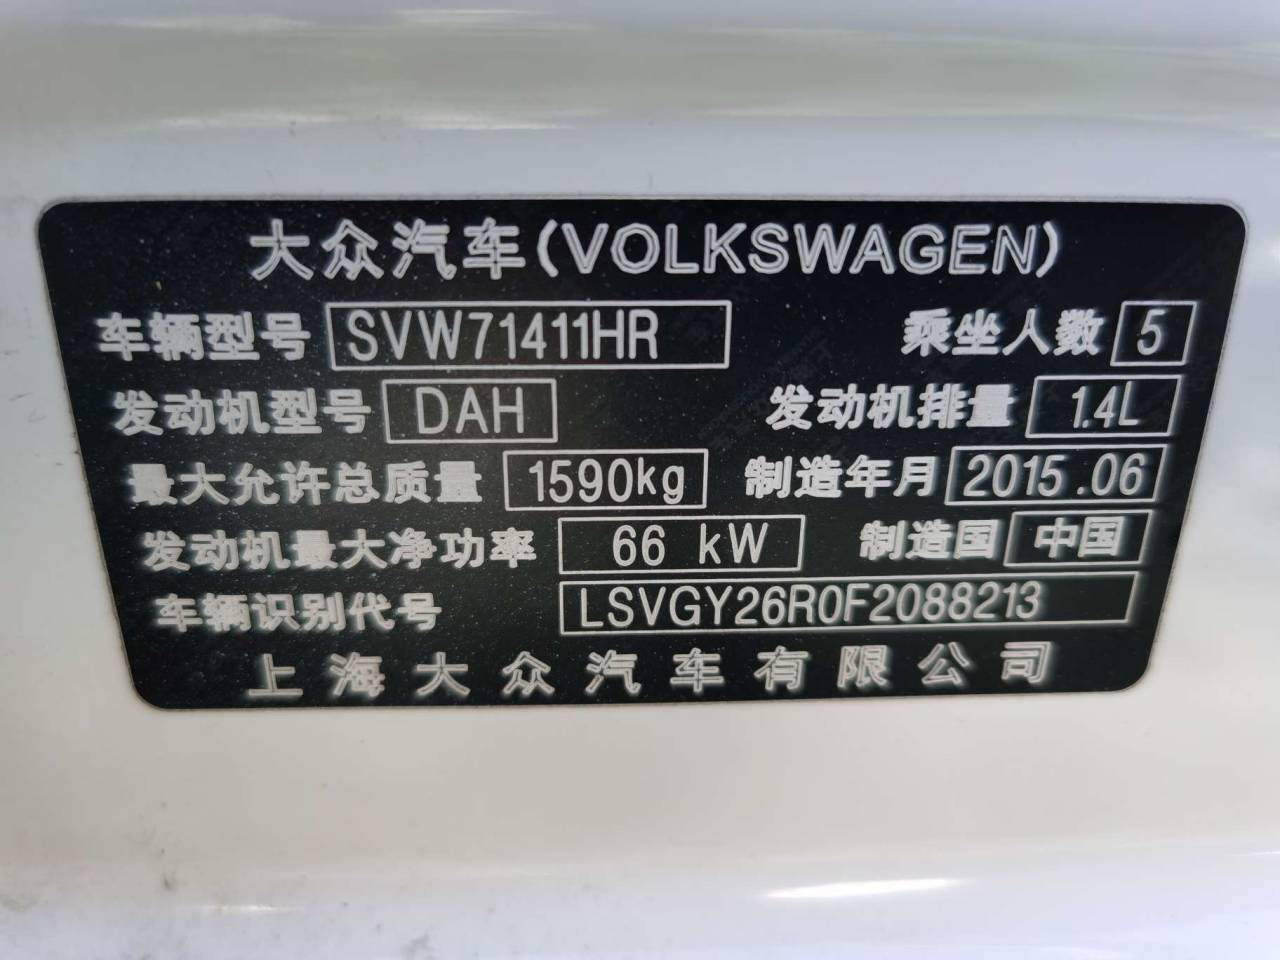 大众汽车(VOLKSWAGEN)
车辆型号 SVW71411HR 乘坐人数 5
发动机型号 DAH 发动机排量 1.4L
最大允许总质量 1590kg 制造年月 2015.06
发动机最大净功率 66 kW 制造国 中国
车辆识别代号 LSVGY26R0F2088213
上海大众汽车有限公司